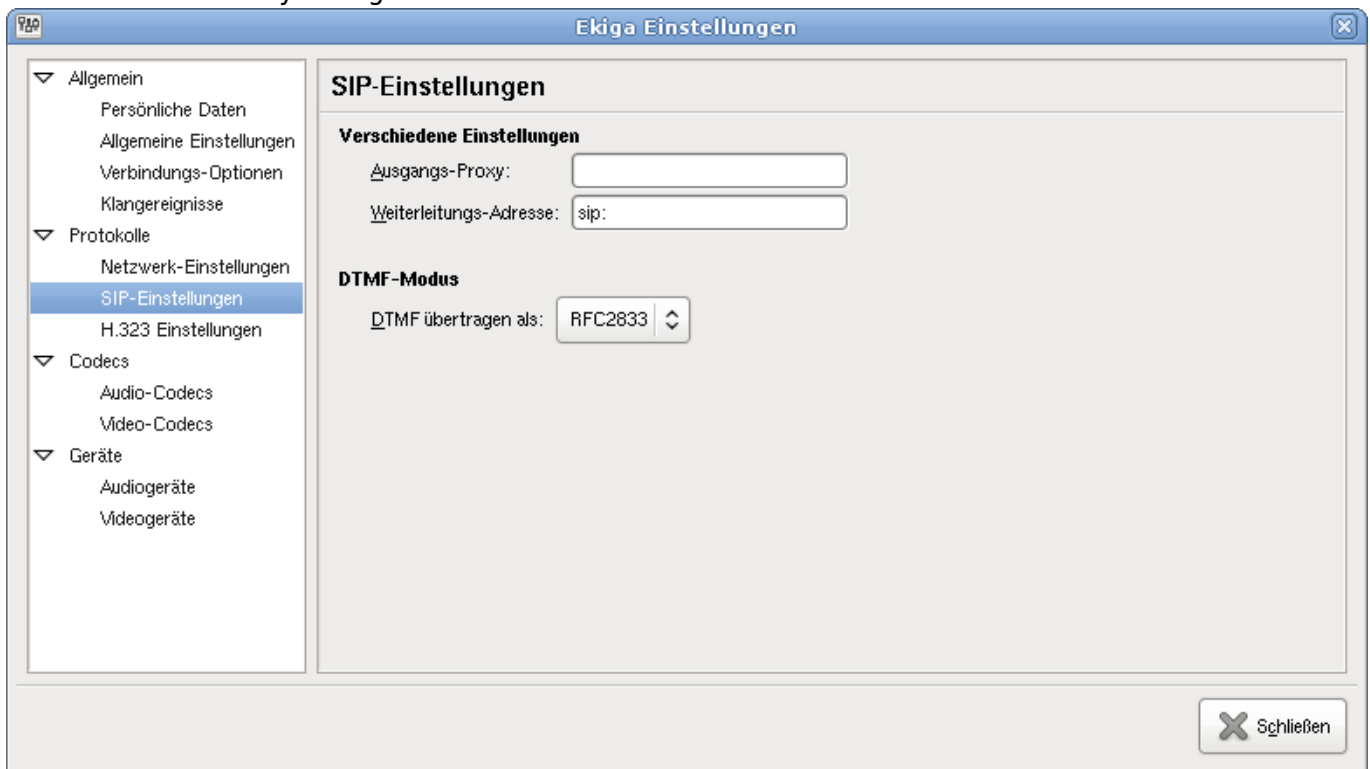 Ekiga Einstellungen
Allgemein
Persönliche Daten
Allgemeine Einstellungen
Verbindungs-Optionen
Klangereignisse
Protokolle
Netzwerk-Einstellungen
SIP-Einstellungen
H.323 Einstellungen
Codecs
Audio-Codecs
Video-Codecs
Geräte
Audiogeräte
Videogeräte
SIP-Einstellungen
Verschiedene Einstellungen
Ausgangs-Proxy:
Weiterleitungs-Adresse: sip:
DTMF-Modus
DTMF übertragen als: RFC2833
Schließen